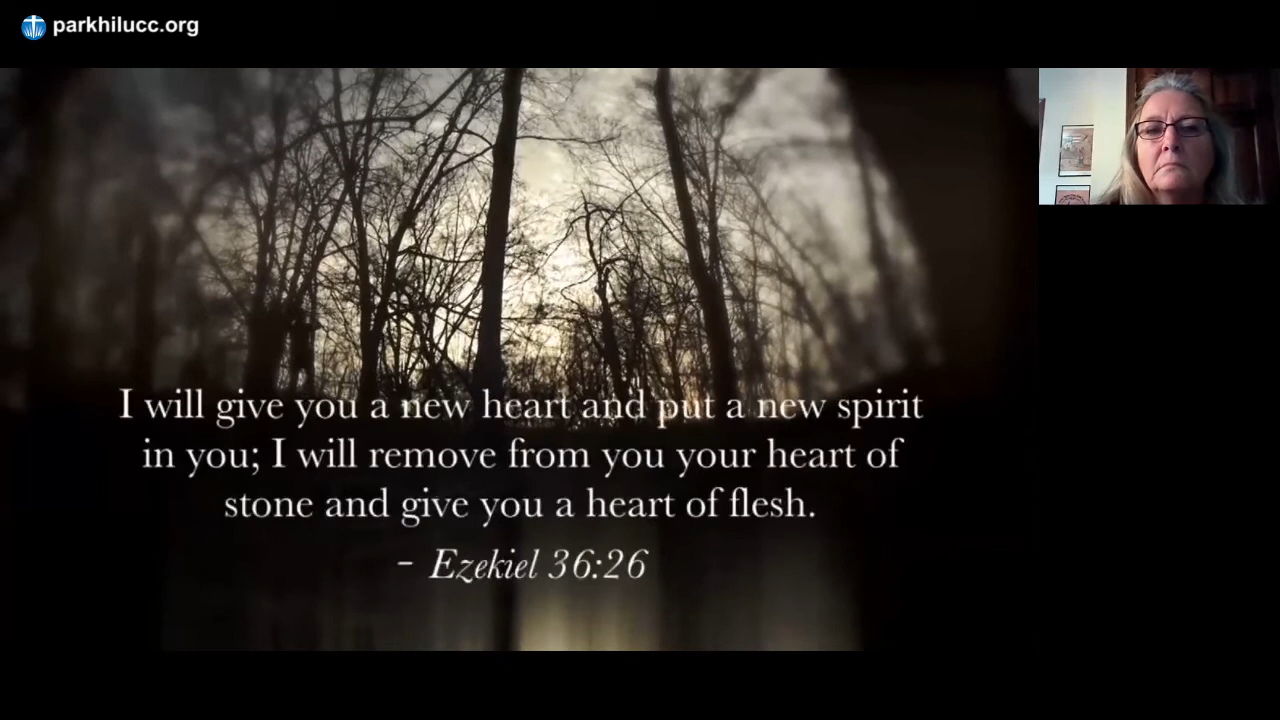 parkhilucc.org
I will give you a new heart and put a new spirit
in you; I will remove from you your heart of
stone and give you a heart of flesh.
- Ezekiel 36:26